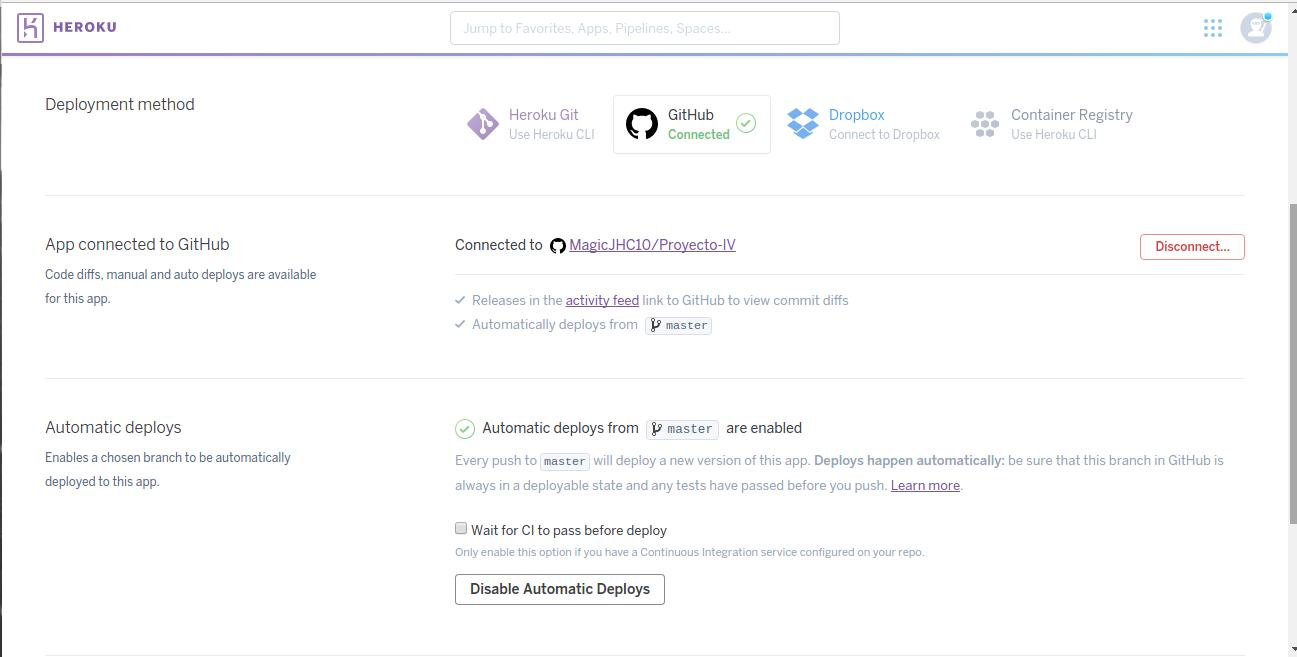 HEROKU
Jump to Favorites, Apps, Pipelines, Spaces...
Deployment method
Heroku Git
Use Heroku CLI
GitHub
Connected
Dropbox
Connect to Dropbox
Container Registry
Use Heroku CLI
App connected to GitHub
Code diffs, manual and auto deploys are available
for this app.
Connected to MagicJHC10/Proyecto-IV
Disconnect...
Releases in the activity feed link to GitHub to view commit diffs
Automatically deploys from master
Automatic deploys
Enables a chosen branch to be automatically
deployed to this app.
Automatic deploys from master are enabled
Every push to master will deploy a new version of this app. Deploys happen automatically: be sure that this branch in GitHub is
always in a deployable state and any tests have passed before you push. Learn more.
Wait for CI to pass before deploy
Only enable this option if you have a Continuous Integration service configured on your repo.
Disable Automatic Deploys